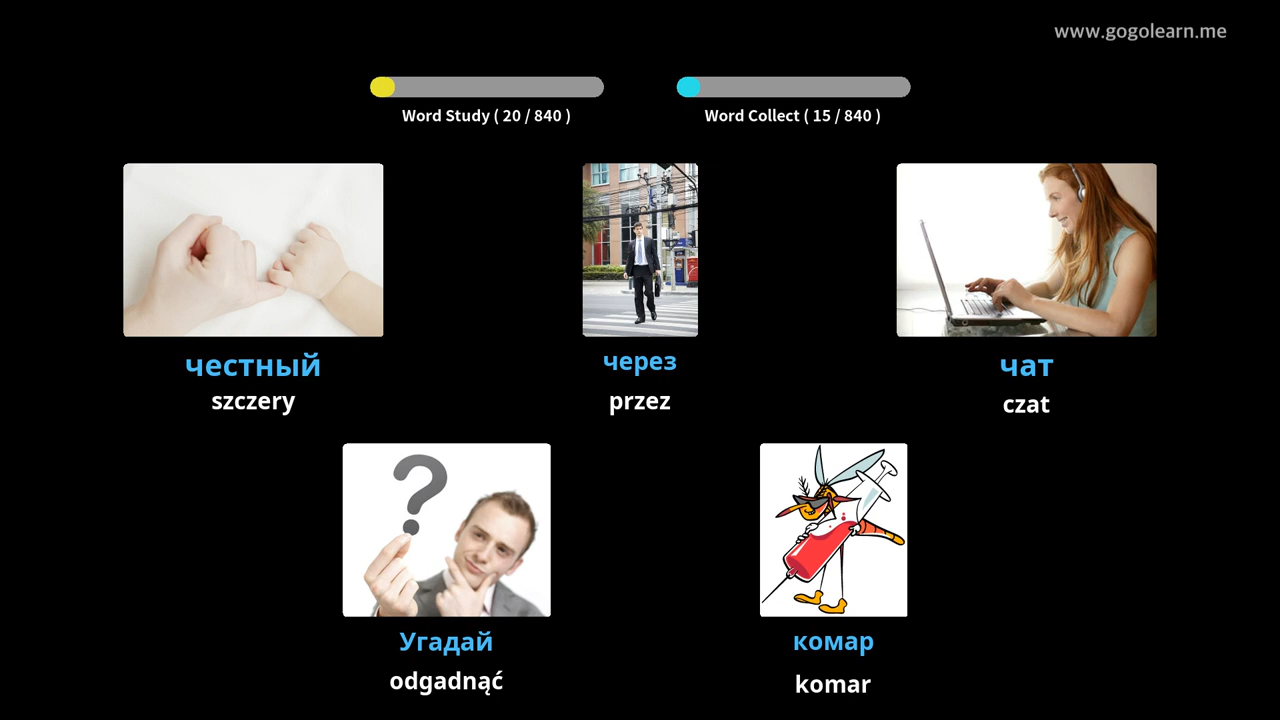 www.gogolearn.me
Word Study ( 20 / 840 )
Word Collect ( 15 / 840 )
честный
szczery
через
przez
чат
czat
Угадай
odgadnąć
комар
komar